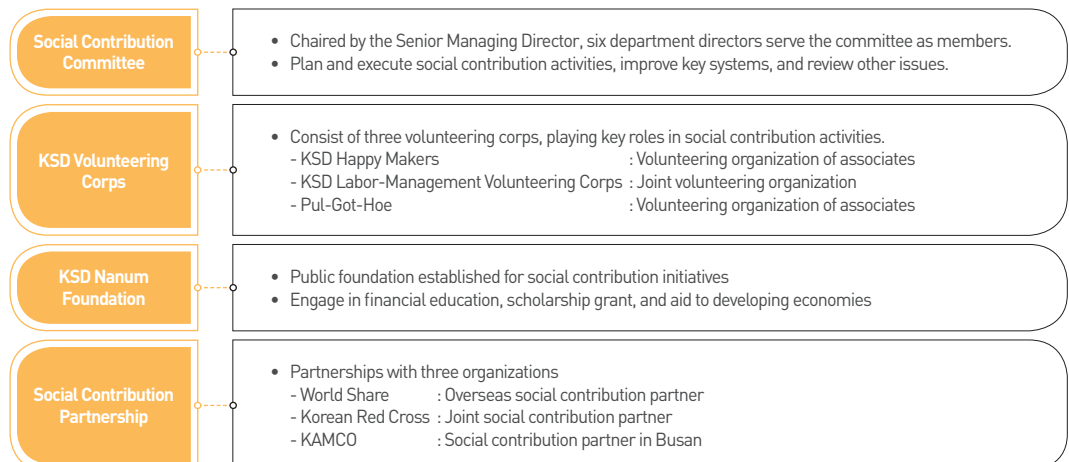 Social Contribution
Committee
• Chaired by the Senior Managing Director, six department directors serve the committee as members.
• Plan and execute social contribution activities, improve key systems, and review other issues.
KSD Volunteering
Corps
• Consist of three volunteering corps, playing key roles in social contribution activities.
- KSD Happy Makers : Volunteering organization of associates
- KSD Labor-Management Volunteering Corps : Joint volunteering organization
- Pul-Got-Hoe : Volunteering organization of associates
KSD Nanum
Foundation
• Public foundation established for social contribution initiatives
• Engage in financial education, scholarship grant, and aid to developing economies
Social Contribution
Partnership
• Partnerships with three organizations
- World Share : Overseas social contribution partner
- Korean Red Cross : Joint social contribution partner
- KAMCO : Social contribution partner in Busan